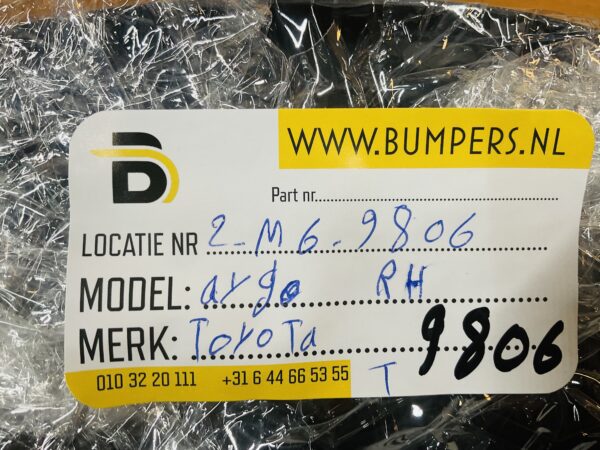 B
WWW.BUMPERS.NL
Part nr.
LOCATIE NR 2-M6-9806
MODEL: argo RH
MERK: ToyoTa 9806
010 32 20 111 +31 6 44 66 53 55 T